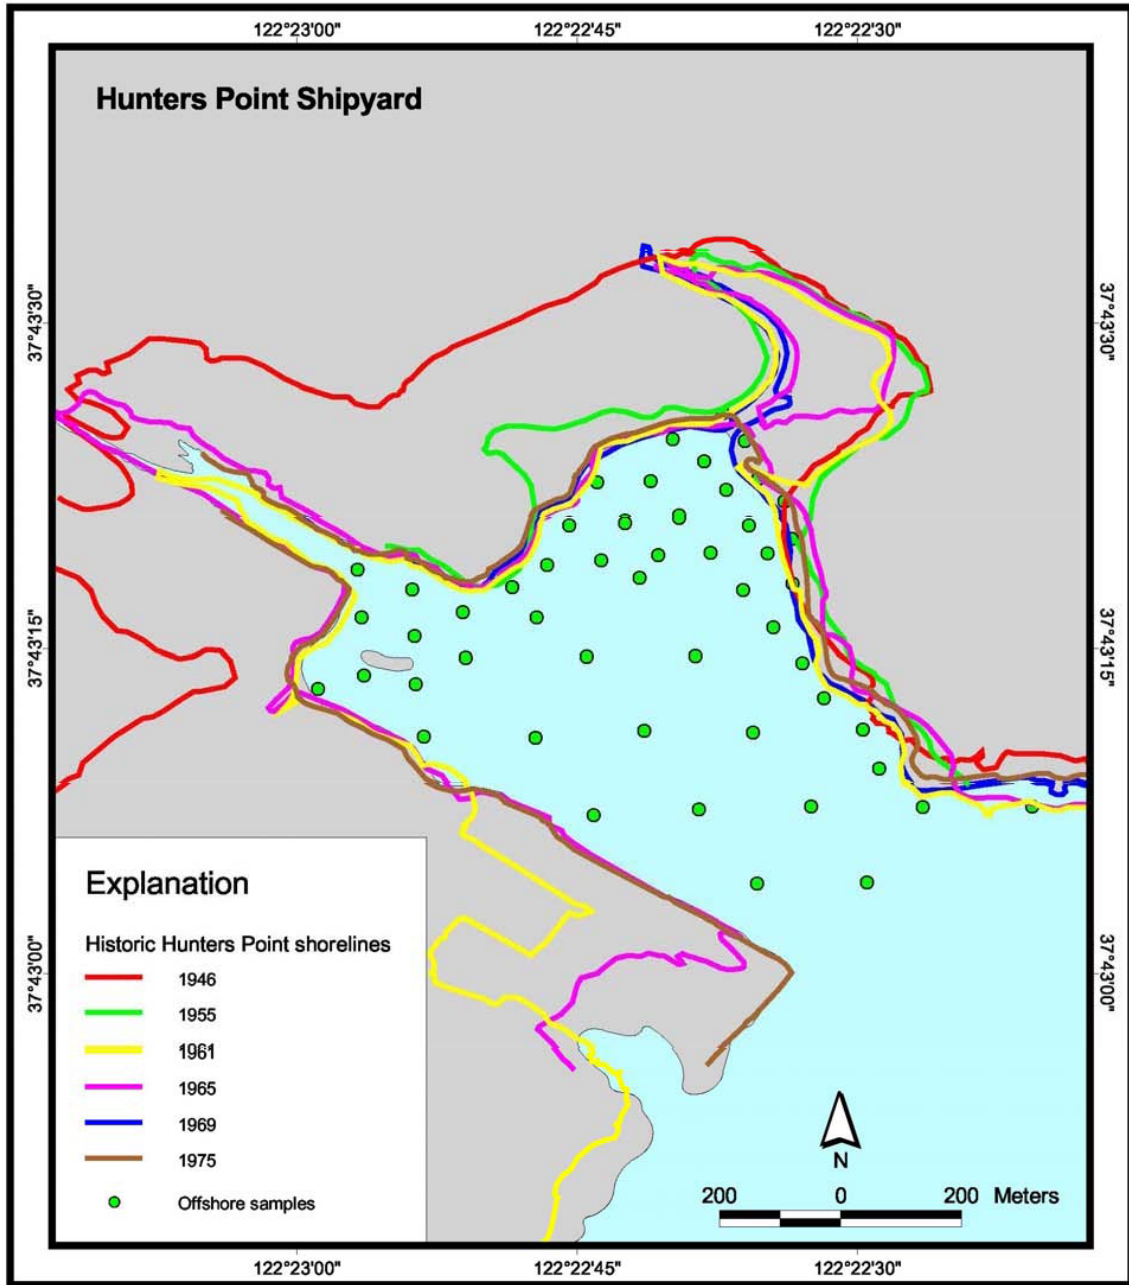 122°23'00" 122°22'45" 122°22'30"
Hunters Point Shipyard
37°43'30" 37°43'30"
37°43'15" 37°43'15"
37°43'00" 37°43'00"
Explanation
Historic Hunters Point shorelines
1946
1955
1961
1965
1969
1975
Offshore samples
N
200 0 200 Meters
122°23'00" 122°22'45" 122°22'30"